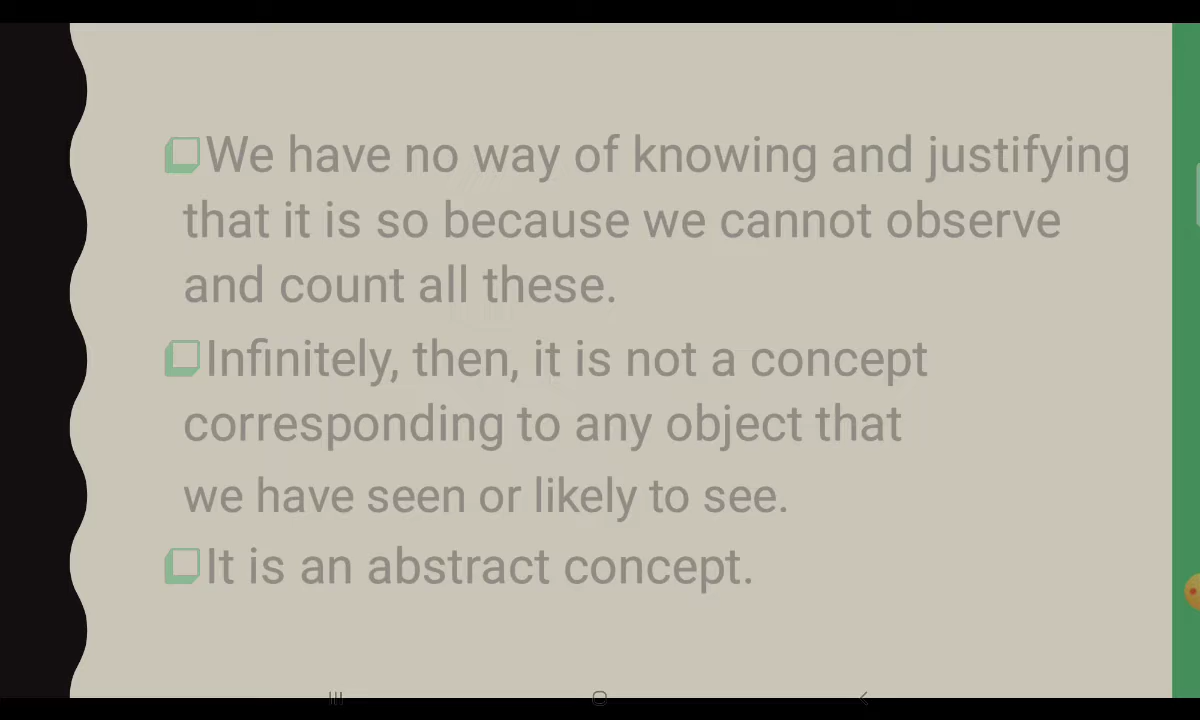 We have no way of knowing and justifying
that it is so because we cannot observe
and count all these.
Infinitely, then, it is not a concept
corresponding to any object that
we have seen or likely to see.
It is an abstract concept.